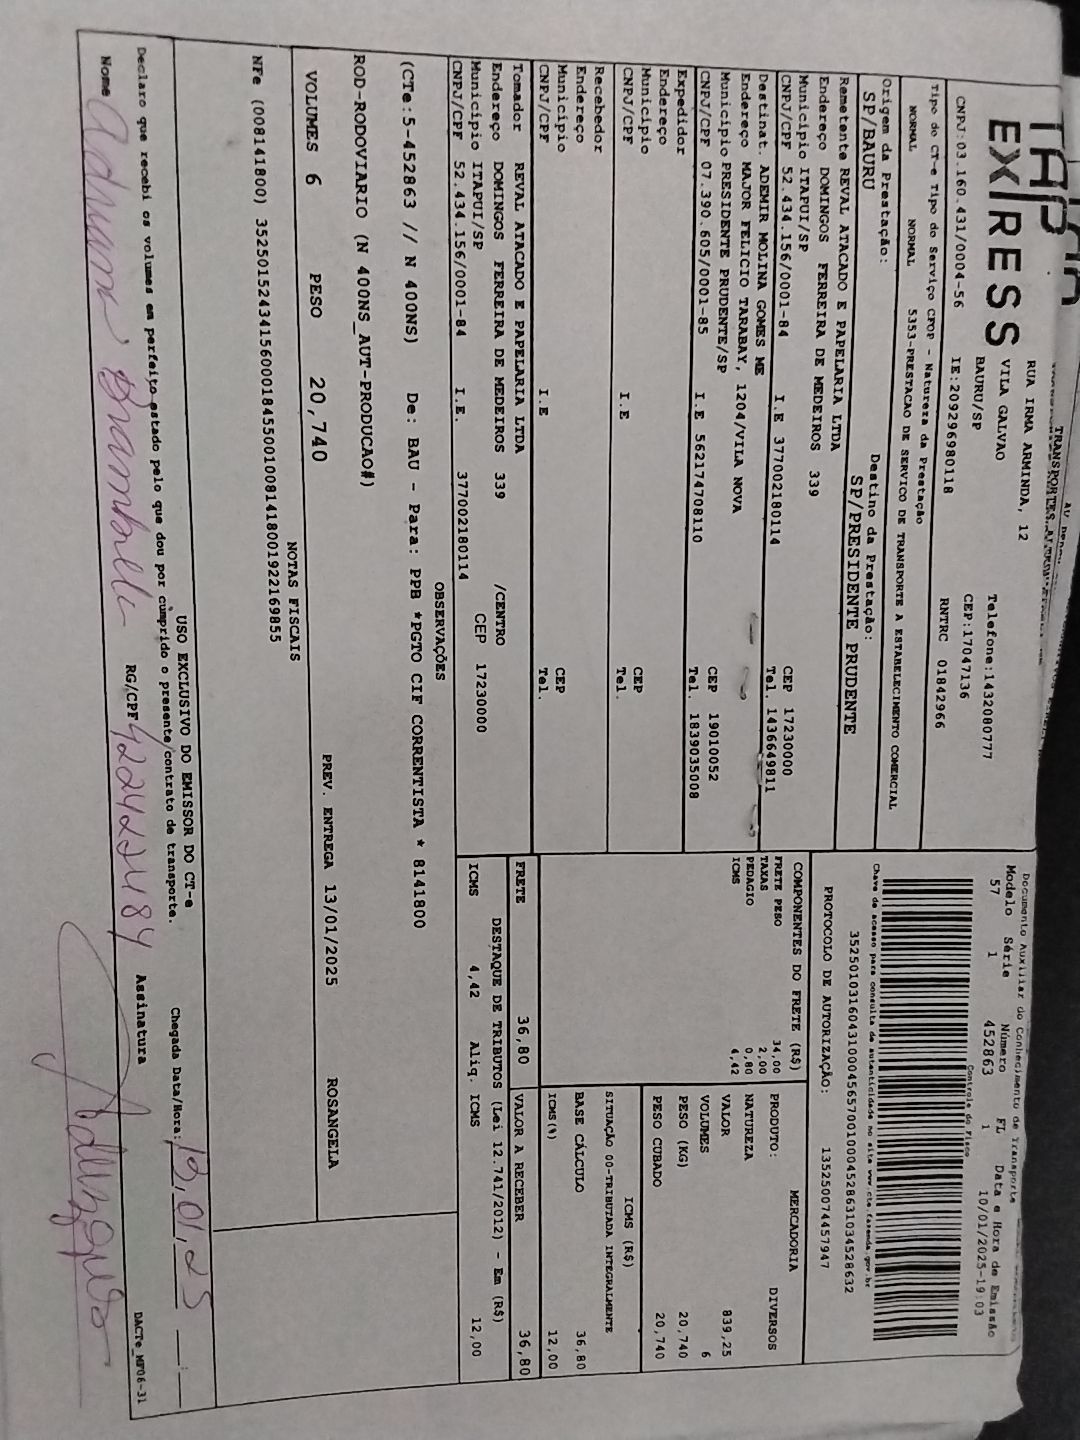 EXPRESS
RUA IRMA ARMINDA, 12
VILA GALVAO
BAURU/SP
Telefone:1432080777
CEP:17047136
CNPJ:03.160.431/0004-56 IE:209296980118 RNTRC 01842966
Tipo do CT-e Tipo do Serviço CFOP - Natureza da Prestação
NORMAL NORMAL 5353-PRESTACAO DE SERVICO DE TRANSPORTE A ESTABELECIMENTO COMERCIAL
Origem da Prestação: Destino da Prestação:
SP/BAURU SP/PRESIDENTE PRUDENTE
Remetente REVAL ATACADO E PAPELARIA LTDA
Endereço DOMINGOS FERREIRA DE MEDEIROS 339
Município ITAPUI/SP CEP 17230000
CNPJ/CPF 52.434.156/0001-84 I.E 377002180114 Tel. 1436649811
Destinat. ADEMIR MOLINA GOMES ME
Endereço MAJOR FELICIO TARABAY, 1204/VILA NOVA
Município PRESIDENTE PRUDENTE/SP CEP 19010052
CNPJ/CPF 07.390.605/0001-85 I.E 562174708110 Tel. 1839035008
Expedidor
Endereço
Município CEP
CNPJ/CPF I.E Tel.
Recebedor
Endereço
Município CEP
CNPJ/CPF I.E Tel.
Tomador REVAL ATACADO E PAPELARIA LTDA
Endereço DOMINGOS FERREIRA DE MEDEIROS 339 /CENTRO
Município ITAPUI/SP CEP 17230000
CNPJ/CPF 52.434.156/0001-84 I.E. 377002180114
Documento Auxiliar do Conhecimento de Transporte
Modelo Série Número FL Data e Hora de Emissão
57 1 452863 1 10/01/2025-19:03
Controle do Fisco
Chave de acesso para consulta de autenticidade no site www.cte.fazenda.gov.br
35250103160431000456570010004528631034528632
PROTOCOLO DE AUTORIZAÇÃO: 135250074457947
COMPONENTES DO FRETE (R$)
FRETE PESO 34,00
TAXAS 2,00
PEDAGIO 0,80
ICMS 4,42
MERCADORIA
PRODUTO: DIVERSOS
NATUREZA
VALOR 839,25
VOLUMES 6
PESO (KG) 20,740
PESO CUBADO 20,740
ICMS (R$)
SITUAÇÃO 00-TRIBUTADA INTEGRALMENTE
BASE CÁLCULO 36,80
ICMS(%) 12,00
FRETE 36,80 VALOR A RECEBER 36,80
DESTAQUE DE TRIBUTOS (Lei 12.741/2012) - Em (R$)
ICMS 4,42 Aliq. ICMS 12,00
OBSERVAÇÕES
(CTe:5-452863 // N 400NS) De: BAU - Para: PPB *PGTO CIF CORRENTISTA * 8141800
ROD-RODOVIARIO (N 400NS_AUT-PRODUCAO#)
VOLUMES 6 PESO 20,740 PREV. ENTREGA 13/01/2025 ROSANGELA
NOTAS FISCAIS
NFe (008141800) 35250152434156000184550010081418001922169855
USO EXCLUSIVO DO EMISSOR DO CT-e
Declaro que recebi os volumes em perfeito estado pelo que dou por cumprido o presente contrato de transporte. Chegada Data/Hora: 13,01,25 __:__
Nome RG/CPF Assinatura
DACTe_MF06-31